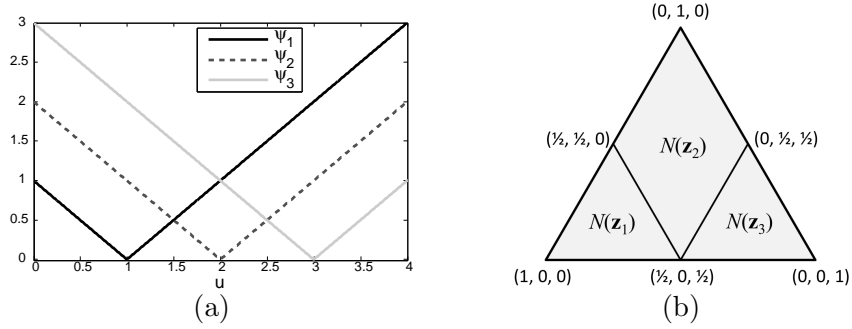 3
2.5
2
1.5
1
0.5
0
ψ1
ψ2
ψ3
0 0.5 1 1.5 2 2.5 3 3.5 4
u
(a)
(0, 1, 0)
(½, ½, 0) (0, ½, ½)
N(z2)
N(z1) N(z3)
(1, 0, 0) (½, 0, ½) (0, 0, 1)
(b)